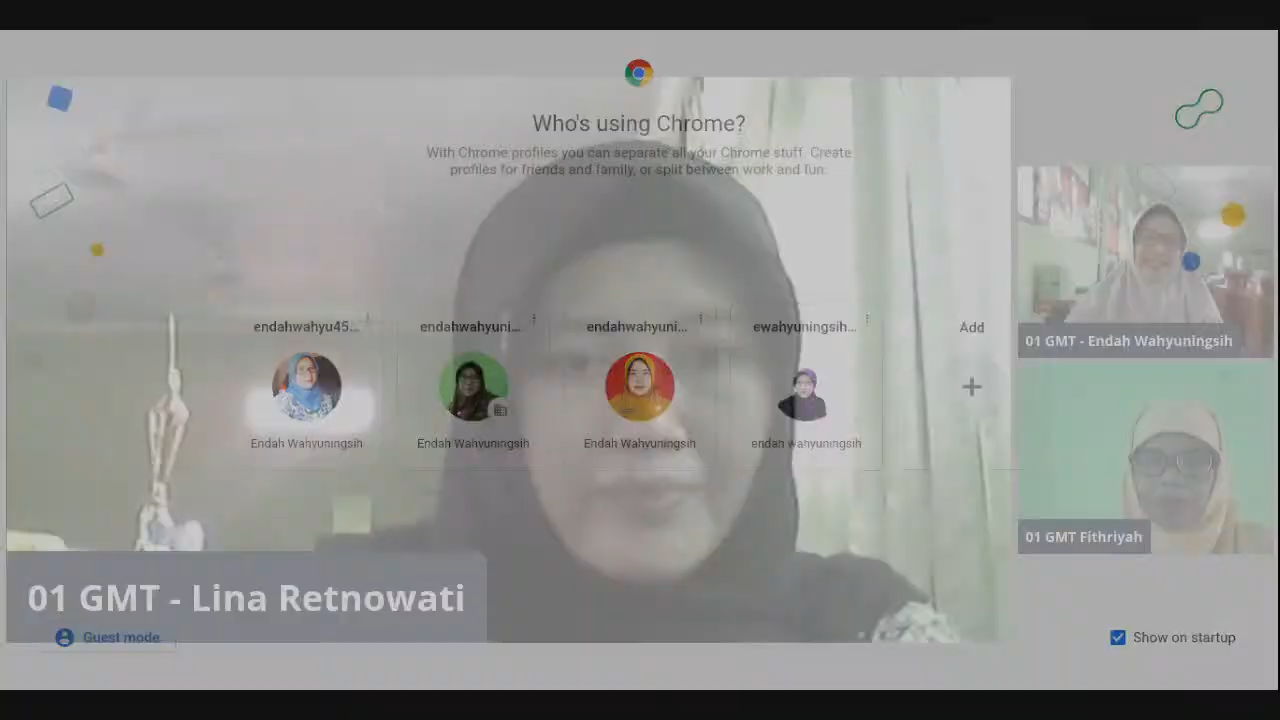 Who's using Chrome?
With Chrome profiles you can separate all your Chrome stuff. Create
profiles for friends and family, or split between work and fun.
endahwahyu45...
endahwahyuni...
endahwahyuni...
ewahyuningsih...
Add
Endah Wahyuningsih
Endah Wahyuningsih
Endah Wahyuningsih
endah wahyuningsih
01 GMT - Endah Wahyuningsih
01 GMT Fithriyah
01 GMT - Lina Retnowati
Guest mode
Show on startup